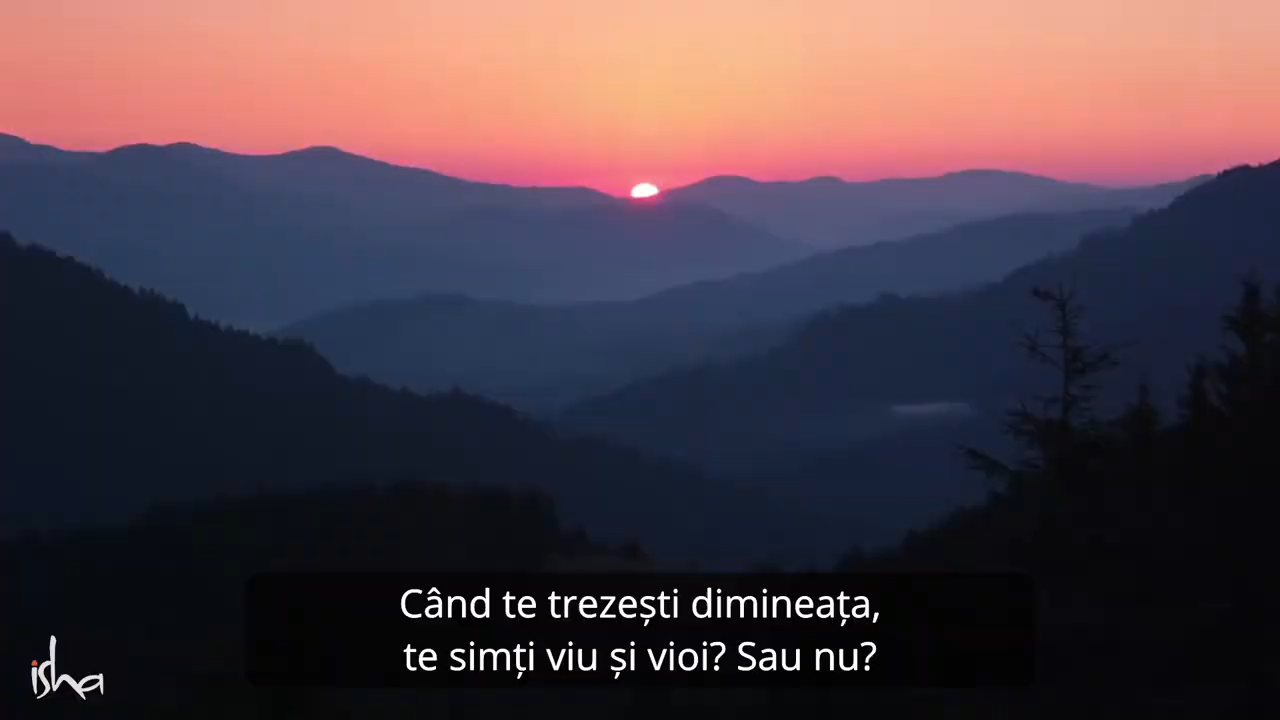 Când te trezești dimineața,
te simți viu și vioi? Sau nu?
isha